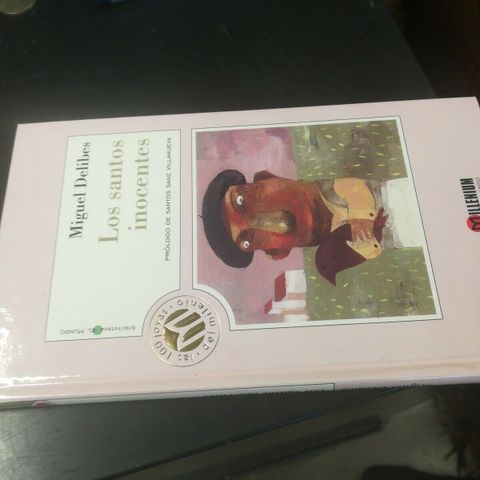 Miguel Delibes
Los santos
inocentes
PRÓLOGO DE SANTOS SANZ VILLANUEVA
biblioteca EL MUNDO
las 100 joyas del milenio
MILLENIUM